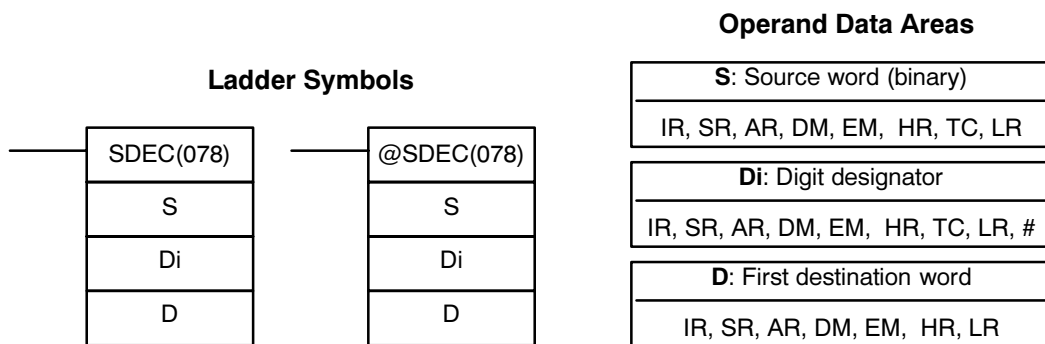 Ladder Symbols
SDEC(078)
S
Di
D
@SDEC(078)
S
Di
D
Operand Data Areas
S: Source word (binary)
IR, SR, AR, DM, EM, HR, TC, LR
Di: Digit designator
IR, SR, AR, DM, EM, HR, TC, LR, #
D: First destination word
IR, SR, AR, DM, EM, HR, LR